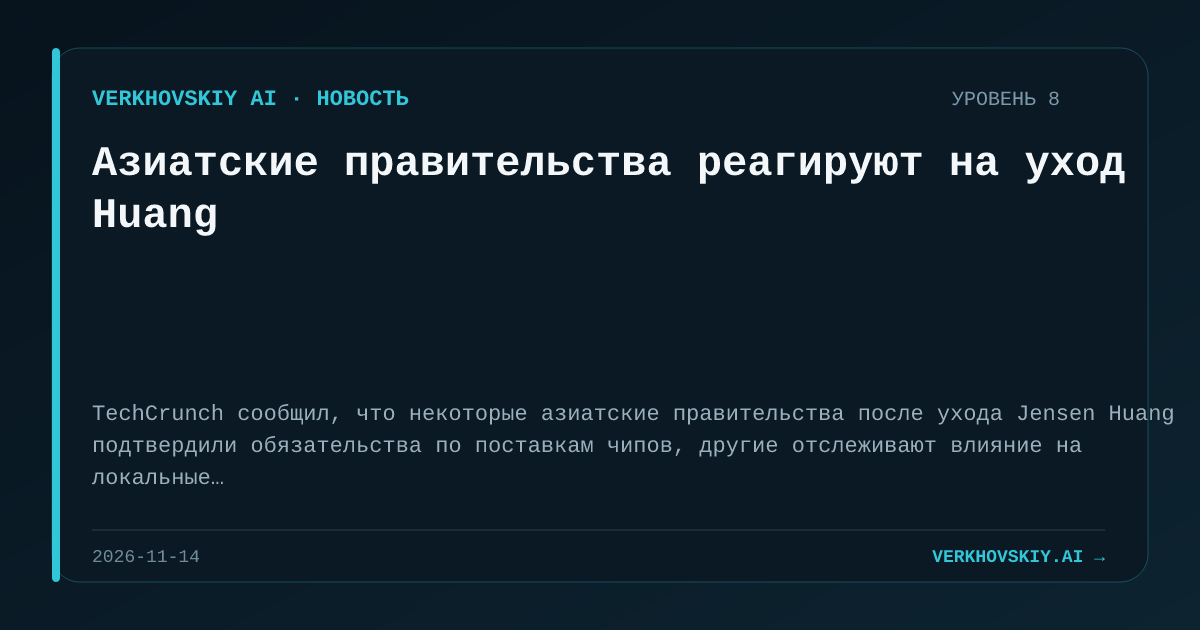 VERKHOVSKIY AI · НОВОСТЬ
УРОВЕНЬ 8
Азиатские правительства реагируют на уход
Huang
TechCrunch сообщил, что некоторые азиатские правительства после ухода Jensen Huang
подтвердили обязательства по поставкам чипов, другие отслеживают влияние на
локальные…
2026-11-14
VERKHOVSKIY.AI →